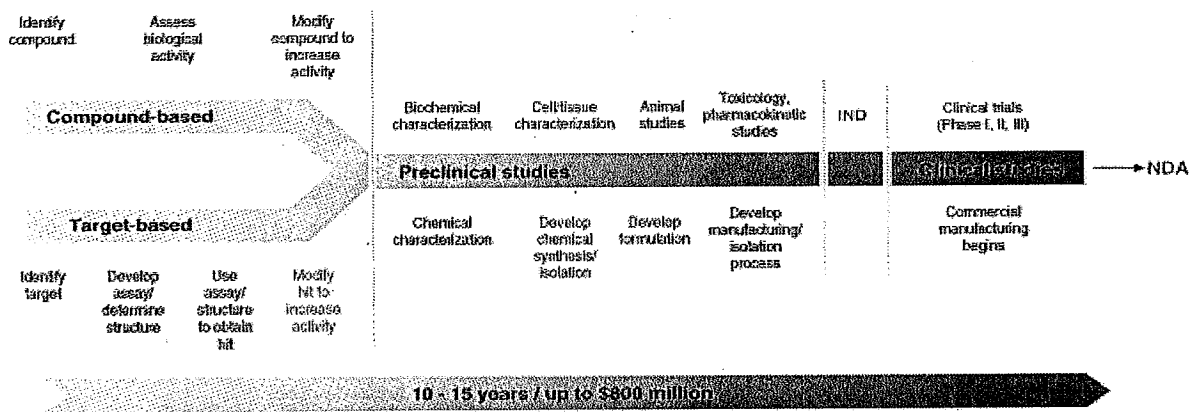 Identify
compound
Assess
biological
activity
Modify
compound to
increase
activity
Compound-based
Target-based
Identify
target
Develop
assay/
determine
structure
Use
assay/
structure
to obtain
hit
Modify
hit to
increase
activity
Biochemical
characterization
Cell/tissue
characterization
Animal
studies
Toxicology,
pharmacokinetic
studies
IND
Clinical trials
(Phase I, II, III)
Preclinical studies
Clinical studies
NDA
Chemical
characterization
Develop
chemical
synthesis/
isolation
Develop
formulation
Develop
manufacturing/
isolation
process
Commercial
manufacturing
begins
10 - 15 years / up to $800 million